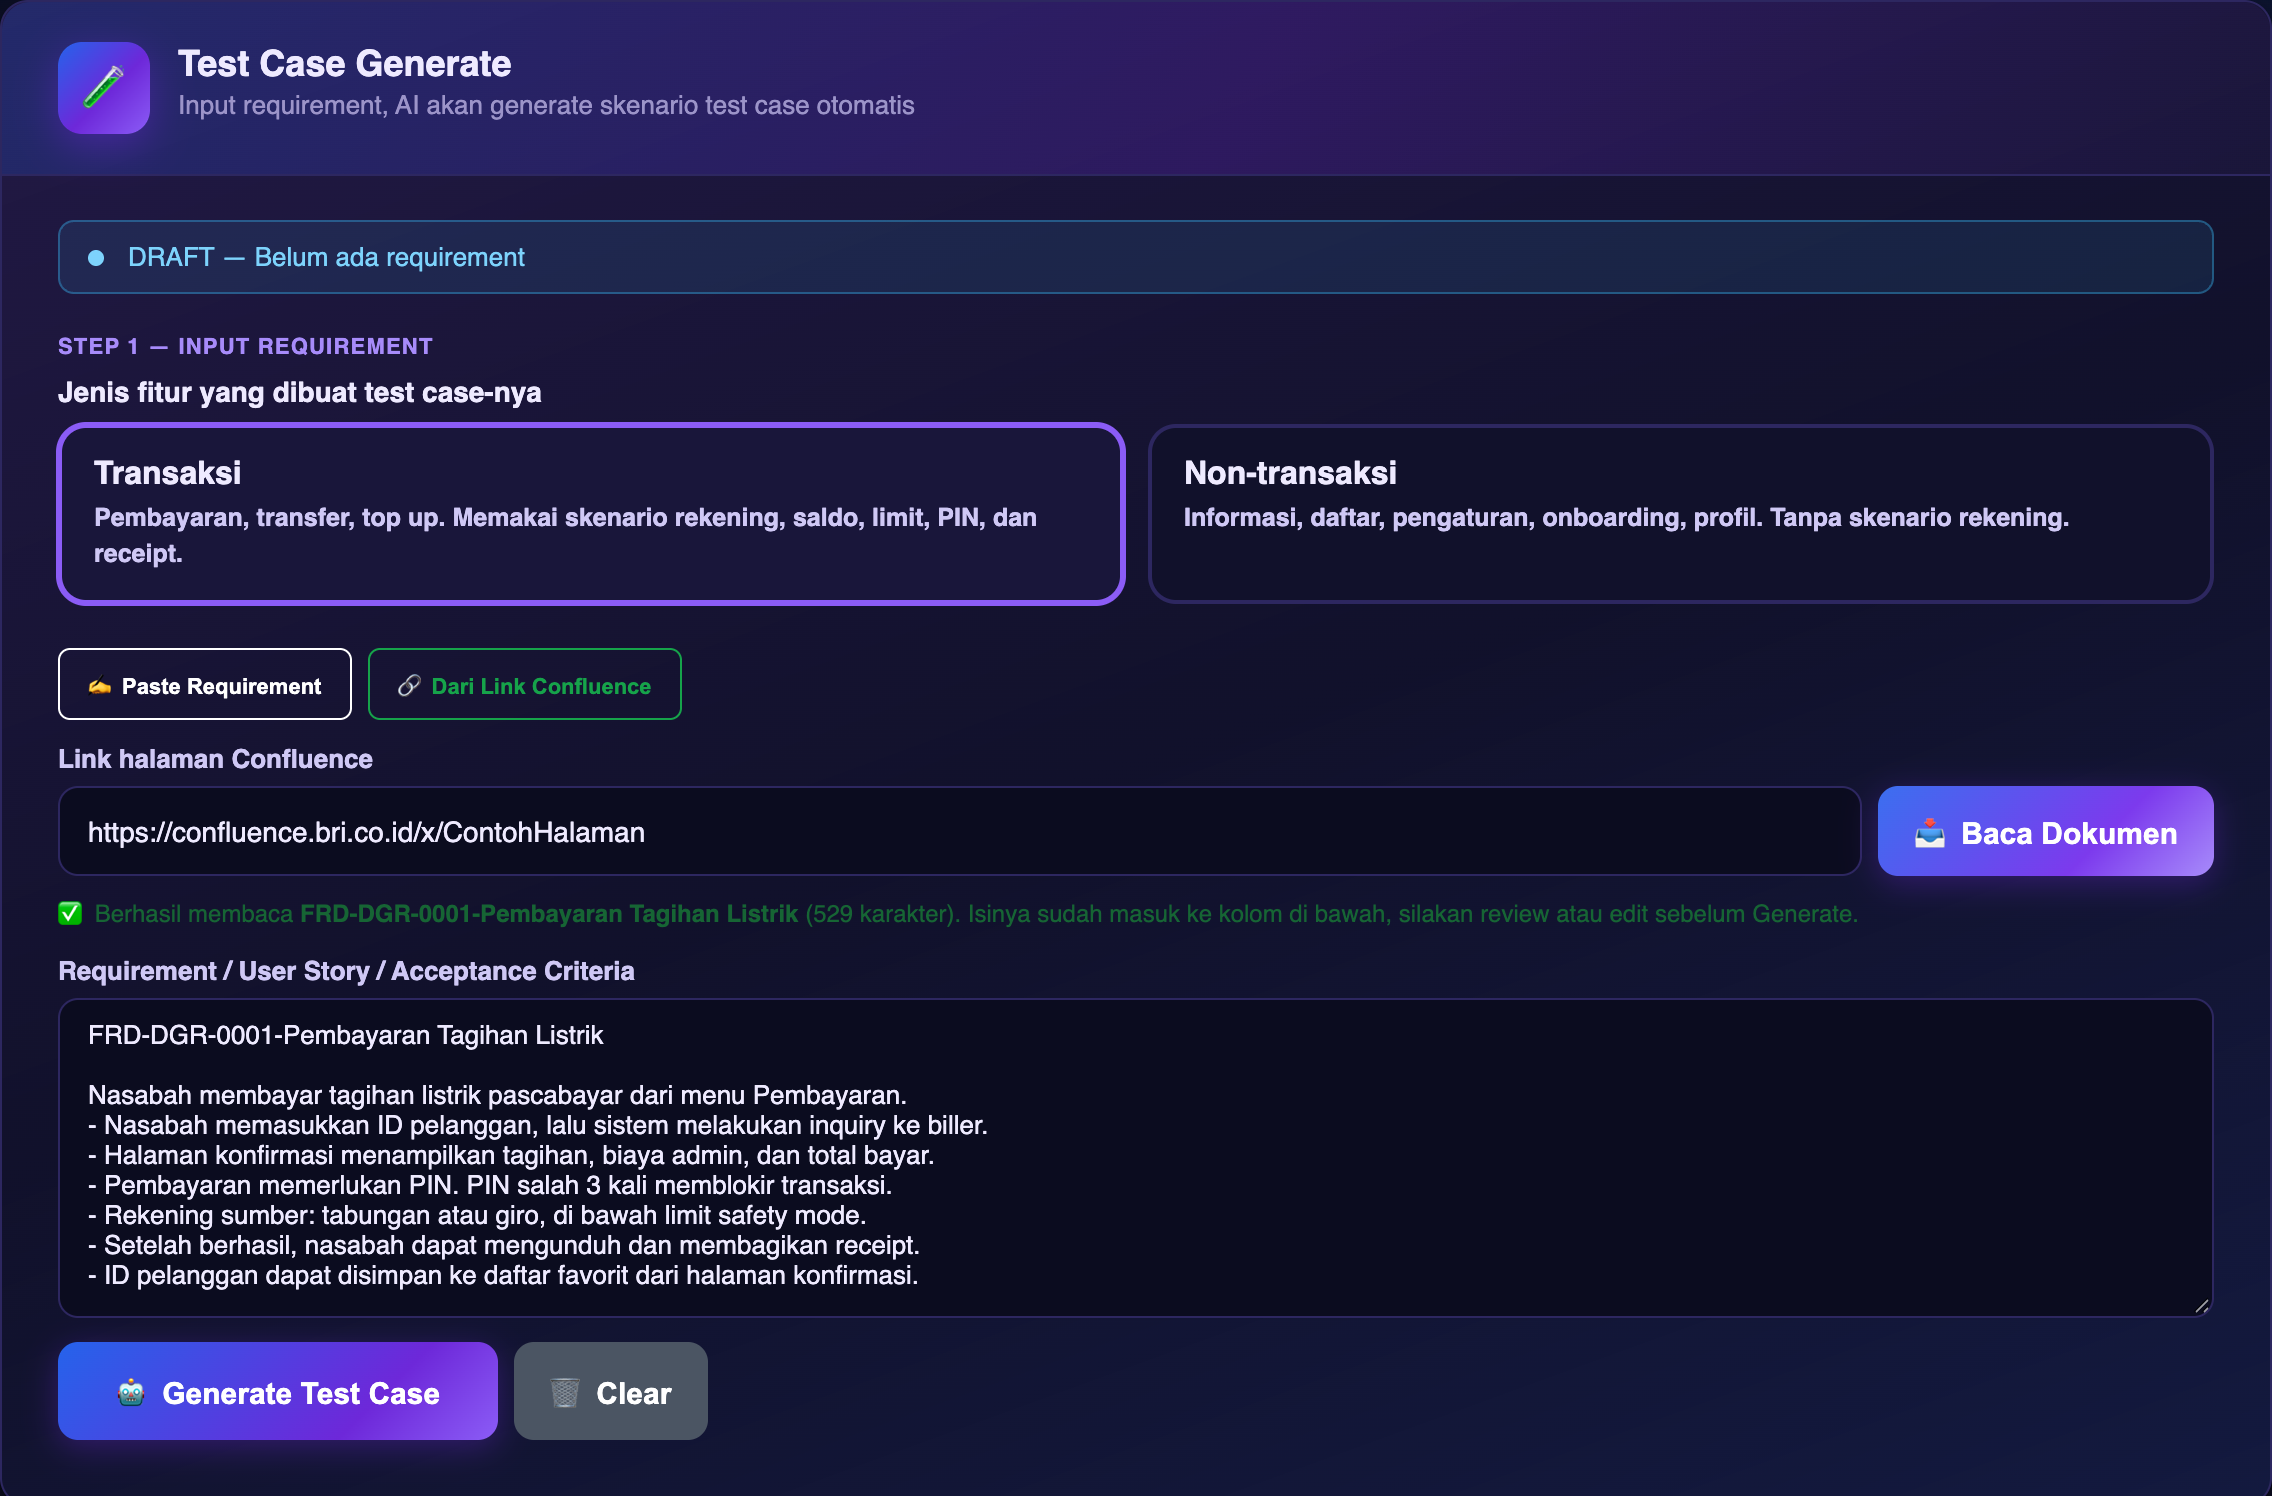 Test Case Generate
Input requirement, AI akan generate skenario test case otomatis
DRAFT — Belum ada requirement
STEP 1 — INPUT REQUIREMENT
Jenis fitur yang dibuat test case-nya
Transaksi
Pembayaran, transfer, top up. Memakai skenario rekening, saldo, limit, PIN, dan
receipt.
Non-transaksi
Informasi, daftar, pengaturan, onboarding, profil. Tanpa skenario rekening.
Paste Requirement
Dari Link Confluence
Link halaman Confluence
https://confluence.bri.co.id/x/ContohHalaman
Baca Dokumen
Berhasil membaca FRD-DGR-0001-Pembayaran Tagihan Listrik (529 karakter). Isinya sudah masuk ke kolom di bawah, silakan review atau edit sebelum Generate.
Requirement / User Story / Acceptance Criteria
FRD-DGR-0001-Pembayaran Tagihan Listrik
Nasabah membayar tagihan listrik pascabayar dari menu Pembayaran.
- Nasabah memasukkan ID pelanggan, lalu sistem melakukan inquiry ke biller.
- Halaman konfirmasi menampilkan tagihan, biaya admin, dan total bayar.
- Pembayaran memerlukan PIN. PIN salah 3 kali memblokir transaksi.
- Rekening sumber: tabungan atau giro, di bawah limit safety mode.
- Setelah berhasil, nasabah dapat mengunduh dan membagikan receipt.
- ID pelanggan dapat disimpan ke daftar favorit dari halaman konfirmasi.
Generate Test Case
Clear